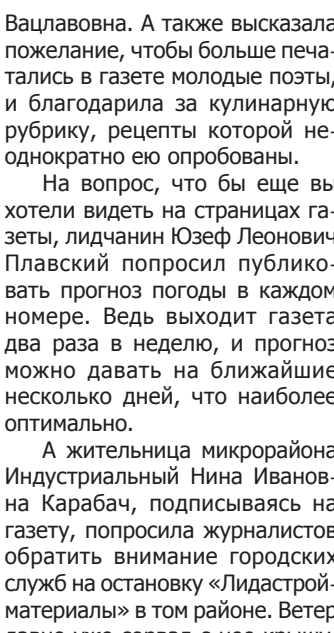 Вацлавовна. А также высказала
пожелание, чтобы больше печа-
тались в газете молодые поэты,
и благодарила за кулинарную
рубрику, рецепты которой не-
однократно ею опробованы.
На вопрос, что бы еще вы
хотели видеть на страницах га-
зеты, лидчанин Юзеф Леонович
Плавский попросил публико-
вать прогноз погоды в каждом
номере. Ведь выходит газета
два раза в неделю, и прогноз
можно давать на ближайшие
несколько дней, что наиболее
оптимально.
А жительница микрорайона
Индустриальный Нина Иванов-
на Карабач, подписываясь на
газету, попросила журналистов
обратить внимание городских
служб на остановку «Лидастрой-
материалы» в том районе. Ветер